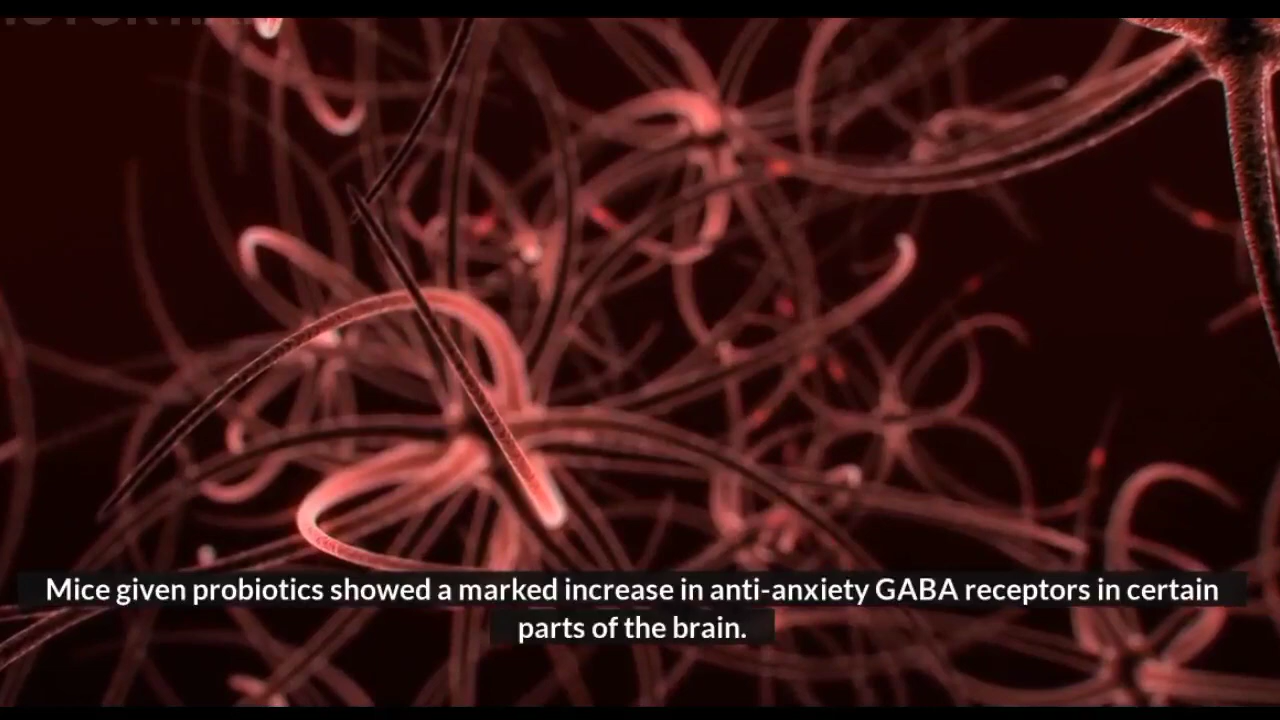 Mice given probiotics showed a marked increase in anti-anxiety GABA receptors in certain
parts of the brain.